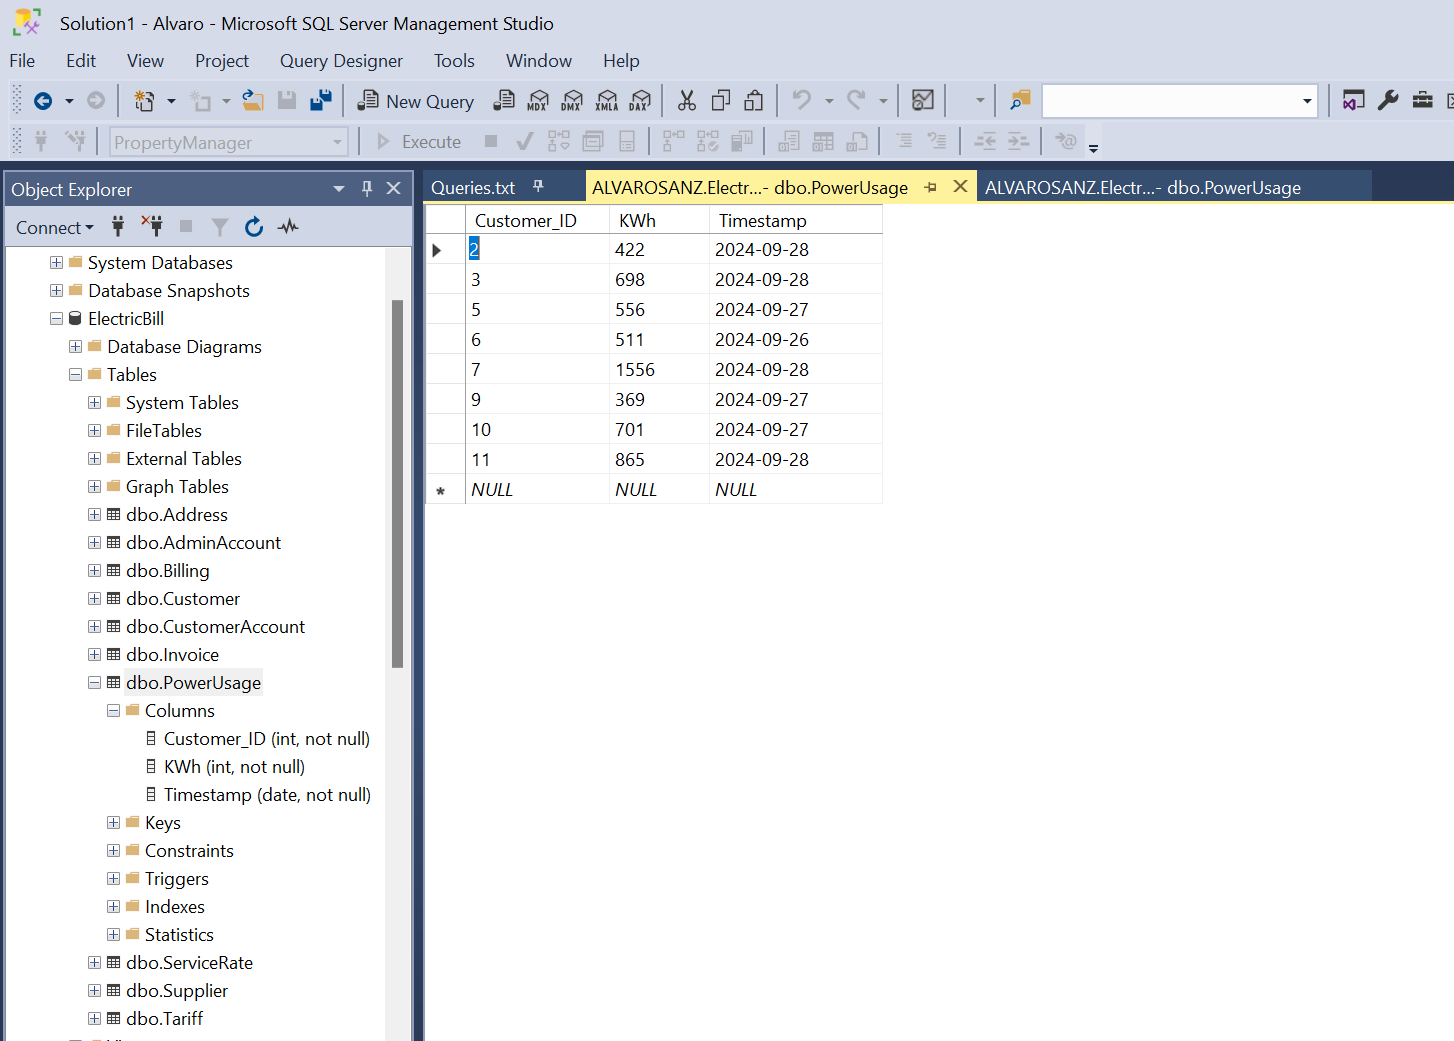 Solution1 - Alvaro - Microsoft SQL Server Management Studio
File Edit View Project Query Designer Tools Window Help
New Query MDX DMX XMLA DAX
PropertyManager Execute
Object Explorer
Connect
System Databases
Database Snapshots
ElectricBill
Database Diagrams
Tables
System Tables
FileTables
External Tables
Graph Tables
dbo.Address
dbo.AdminAccount
dbo.Billing
dbo.Customer
dbo.CustomerAccount
dbo.Invoice
dbo.PowerUsage
Columns
Customer_ID (int, not null)
KWh (int, not null)
Timestamp (date, not null)
Keys
Constraints
Triggers
Indexes
Statistics
dbo.ServiceRate
dbo.Supplier
dbo.Tariff
Queries.txt ALVAROSANZ.Electr...- dbo.PowerUsage ALVAROSANZ.Electr...- dbo.PowerUsage
Customer_ID KWh Timestamp
2 422 2024-09-28
3 698 2024-09-28
5 556 2024-09-27
6 511 2024-09-26
7 1556 2024-09-28
9 369 2024-09-27
10 701 2024-09-27
11 865 2024-09-28
NULL NULL NULL